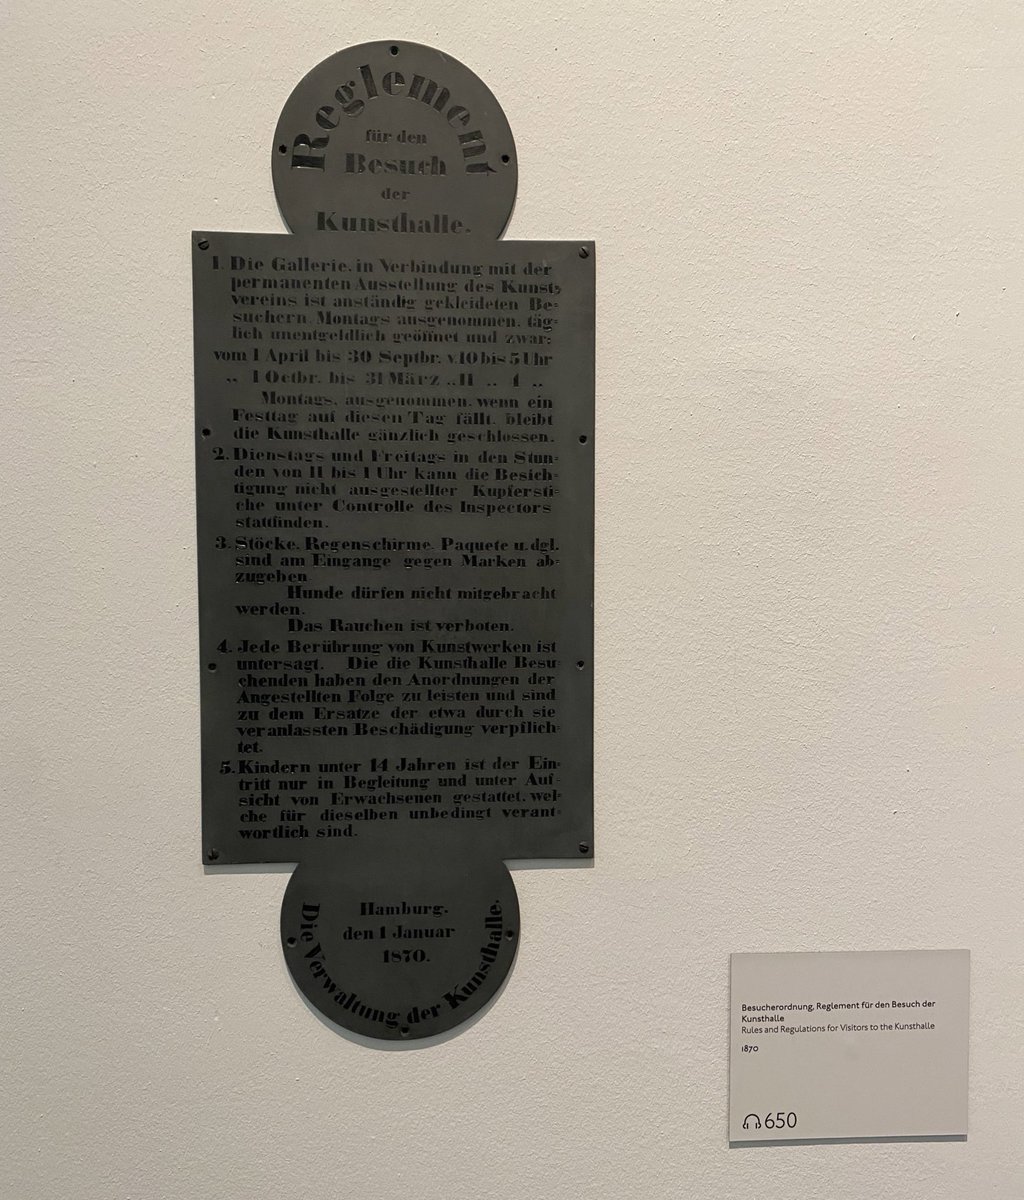 Reglement
für den
Besuch
der
Kunsthalle.
1. Die Gallerie, in Verbindung mit der
permanenten Ausstellung des Kunst-
vereins ist anständig gekleideten Be-
suchern, Montags ausgenommen, täg-
lich unentgeldlich geöffnet und zwar:
vom 1 April bis 30 Septbr. v. 10 bis 5 Uhr
,, 1 Octbr. bis 31 März ,, 11 ,, 4 ,,
Montags, ausgenommen, wenn ein
Festtag auf diesen Tag fällt, bleibt
die Kunsthalle gänzlich geschlossen.
2. Dienstags und Freitags in den Stun-
den von 11 bis 1 Uhr kann die Besich-
tigung nicht ausgestellter Kupfersti-
che unter Controlle des Inspectors
stattfinden.
3. Stöcke, Regenschirme, Paquete u. dgl.
sind am Eingange gegen Marken ab-
zugeben
Hunde dürfen nicht mitgebracht
werden.
Das Rauchen ist verboten.
4. Jede Berührung von Kunstwerken ist
untersagt. Die die Kunsthalle Besu-
chenden haben den Anordnungen der
Angestellten Folge zu leisten und sind
zu dem Ersatze der etwa durch sie
veranlassten Beschädigung verpflich-
tet.
5. Kindern unter 14 Jahren ist der Ein-
tritt nur in Begleitung und unter Auf-
sicht von Erwachsenen gestattet, wel-
che für dieselben unbedingt verant-
wortlich sind.
Hamburg,
den 1 Januar
1870.
Die Verwaltung der Kunsthalle.
Besucherordnung, Reglement für den Besuch der
Kunsthalle
Rules and Regulations for Visitors to the Kunsthalle
1870
650